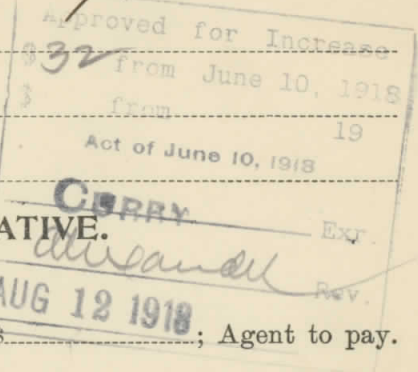 Approved for Increase
$ 32 from June 10, 1918
$ from 19
Act of June 10, 1918
CURRY Exr.
ATIVE.
Rev.
AUG 12 1918
s ; Agent to pay.